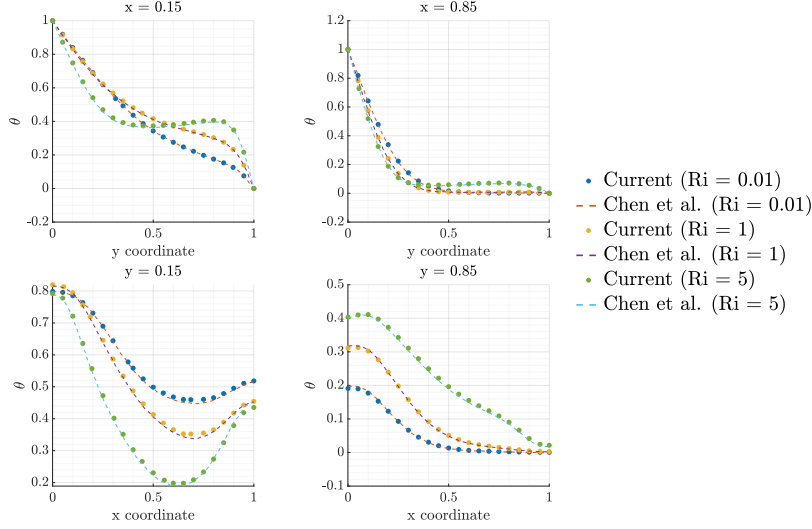 x = 0.15
1
0.8
0.6
0.4
0.2
0
-0.2
θ
0
0.5
1
y coordinate
x = 0.85
1.2
1
0.8
0.6
0.4
0.2
0
-0.2
θ
0
0.5
1
y coordinate
y = 0.15
0.8
0.7
0.6
0.5
0.4
0.3
0.2
θ
0
0.5
1
x coordinate
y = 0.85
0.5
0.4
0.3
0.2
0.1
0
-0.1
θ
0
0.5
1
x coordinate
Current (Ri = 0.01)
Chen et al. (Ri = 0.01)
Current (Ri = 1)
Chen et al. (Ri = 1)
Current (Ri = 5)
Chen et al. (Ri = 5)